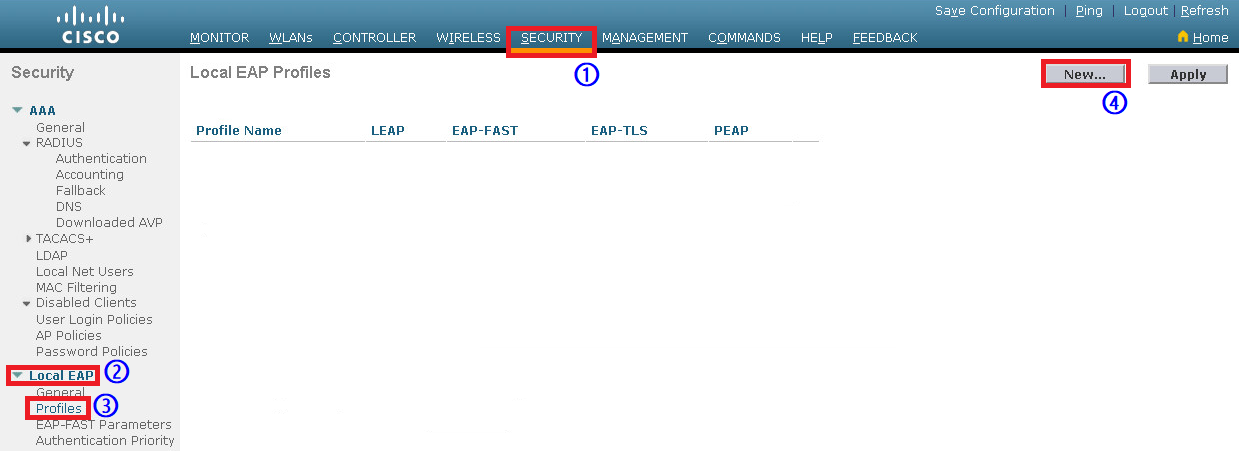 Save Configuration | Ping | Logout | Refresh
CISCO
MONITOR WLANs CONTROLLER WIRELESS SECURITY MANAGEMENT COMMANDS HELP FEEDBACK Home
①
Security
Local EAP Profiles
New...
Apply
④
AAA
General
RADIUS
Authentication
Accounting
Fallback
DNS
Downloaded AVP
TACACS+
LDAP
Local Net Users
MAC Filtering
Disabled Clients
User Login Policies
AP Policies
Password Policies
Local EAP ②
General
Profiles ③
EAP-FAST Parameters
Authentication Priority
Profile Name LEAP EAP-FAST EAP-TLS PEAP